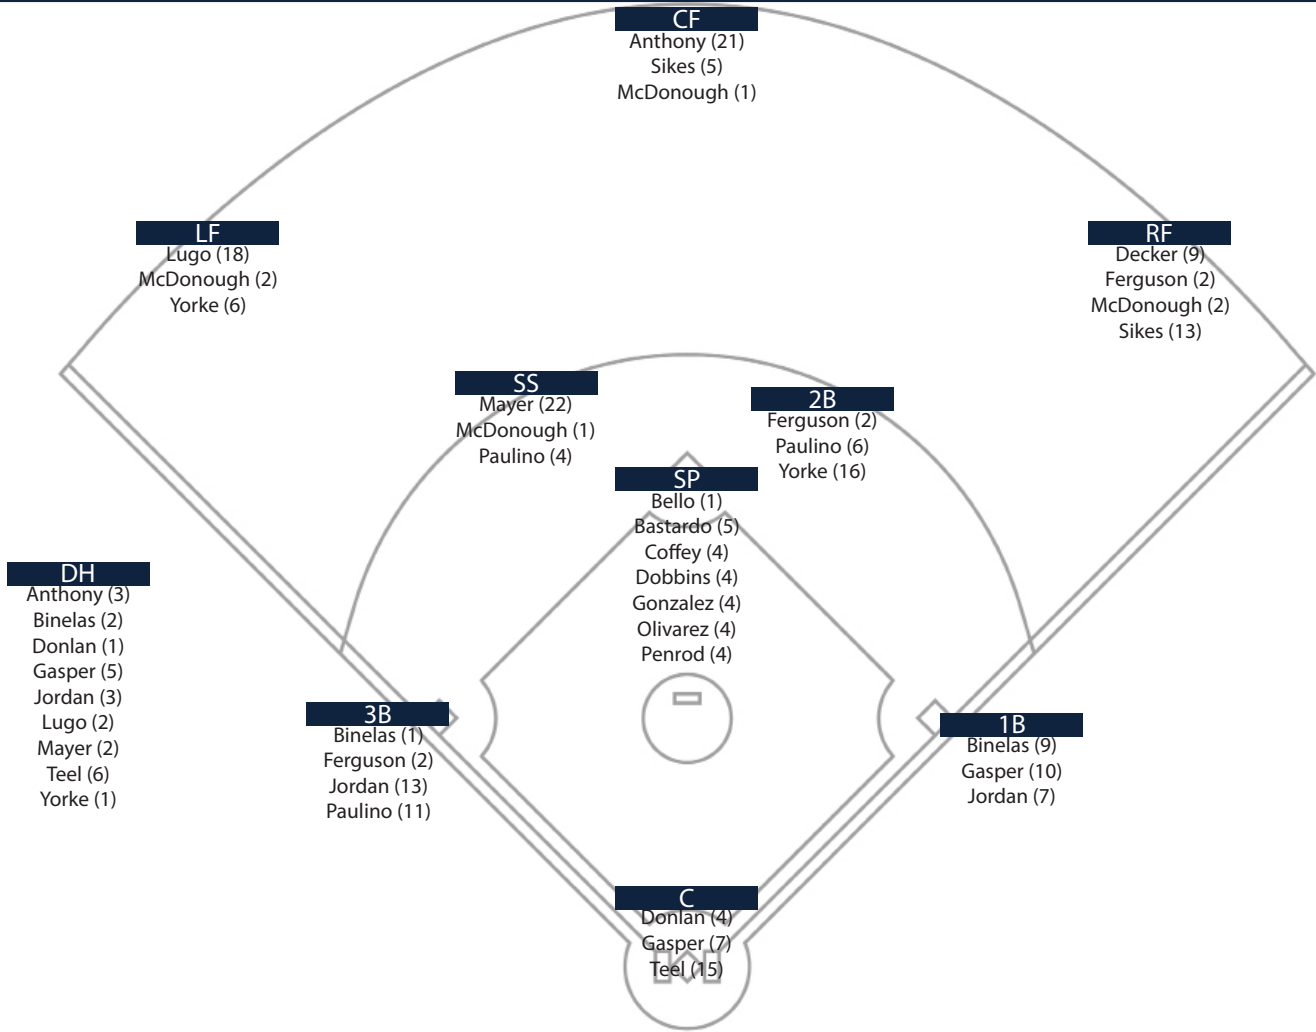 CF
Anthony (21)
Sikes (5)
McDonough (1)
LF
Lugo (18)
McDonough (2)
Yorke (6)
RF
Decker (9)
Ferguson (2)
McDonough (2)
Sikes (13)
SS
Mayer (22)
McDonough (1)
Paulino (4)
2B
Ferguson (2)
Paulino (6)
Yorke (16)
SP
Bello (1)
Bastardo (5)
Coffey (4)
Dobbins (4)
Gonzalez (4)
Olivarez (4)
Penrod (4)
DH
Anthony (3)
Binelas (2)
Donlan (1)
Gasper (5)
Jordan (3)
Lugo (2)
Mayer (2)
Teel (6)
Yorke (1)
3B
Binelas (1)
Ferguson (2)
Jordan (13)
Paulino (11)
1B
Binelas (9)
Gasper (10)
Jordan (7)
C
Donlan (4)
Gasper (7)
Teel (15)